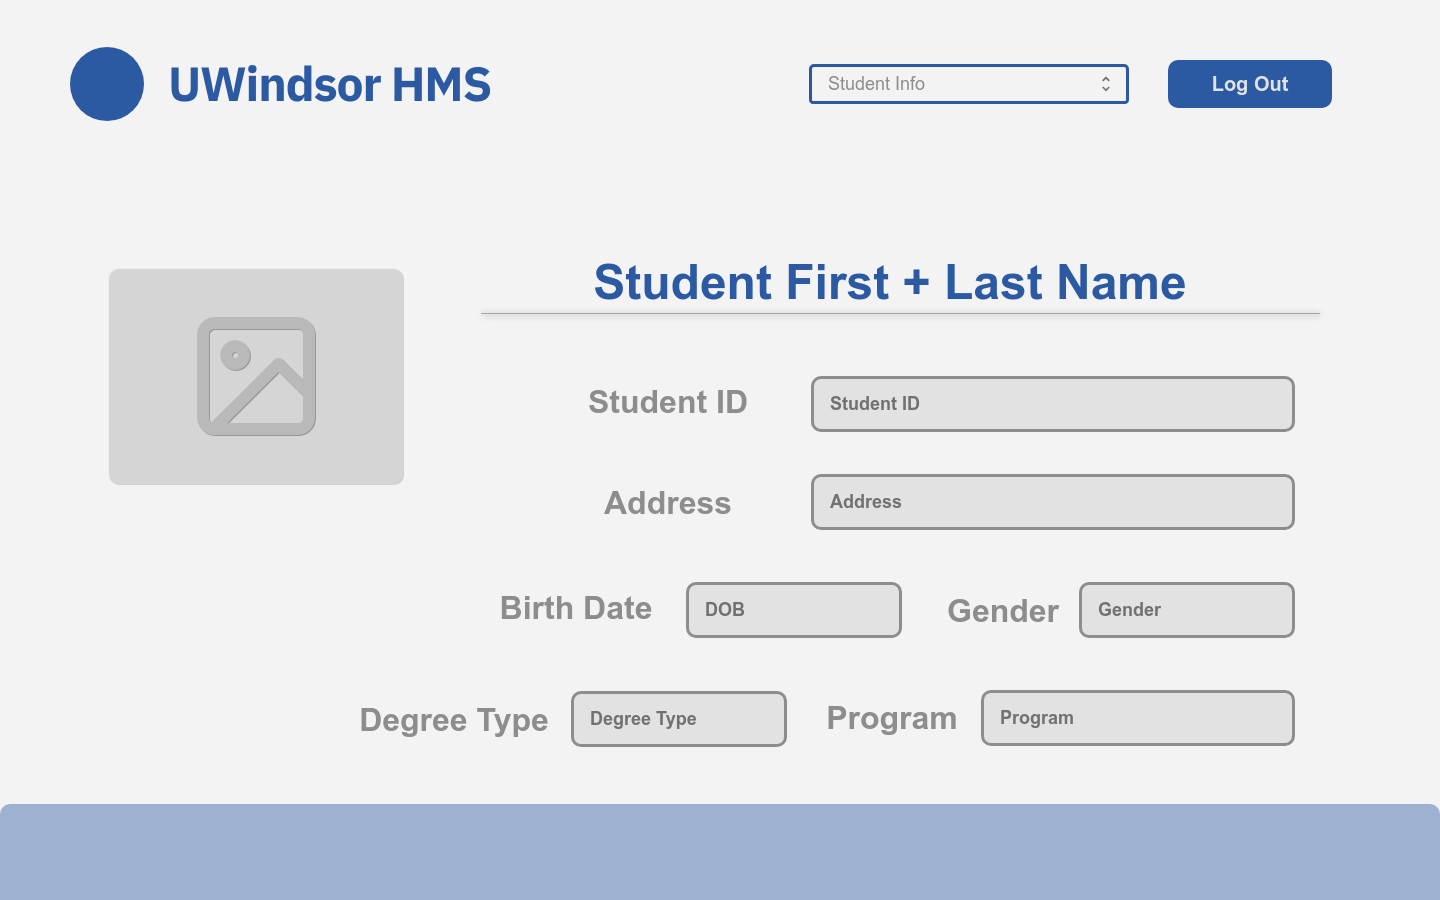 UWindsor HMS
Student Info
Log Out
Student First + Last Name
Student ID
Student ID
Address
Address
Birth Date
DOB
Gender
Gender
Degree Type
Degree Type
Program
Program